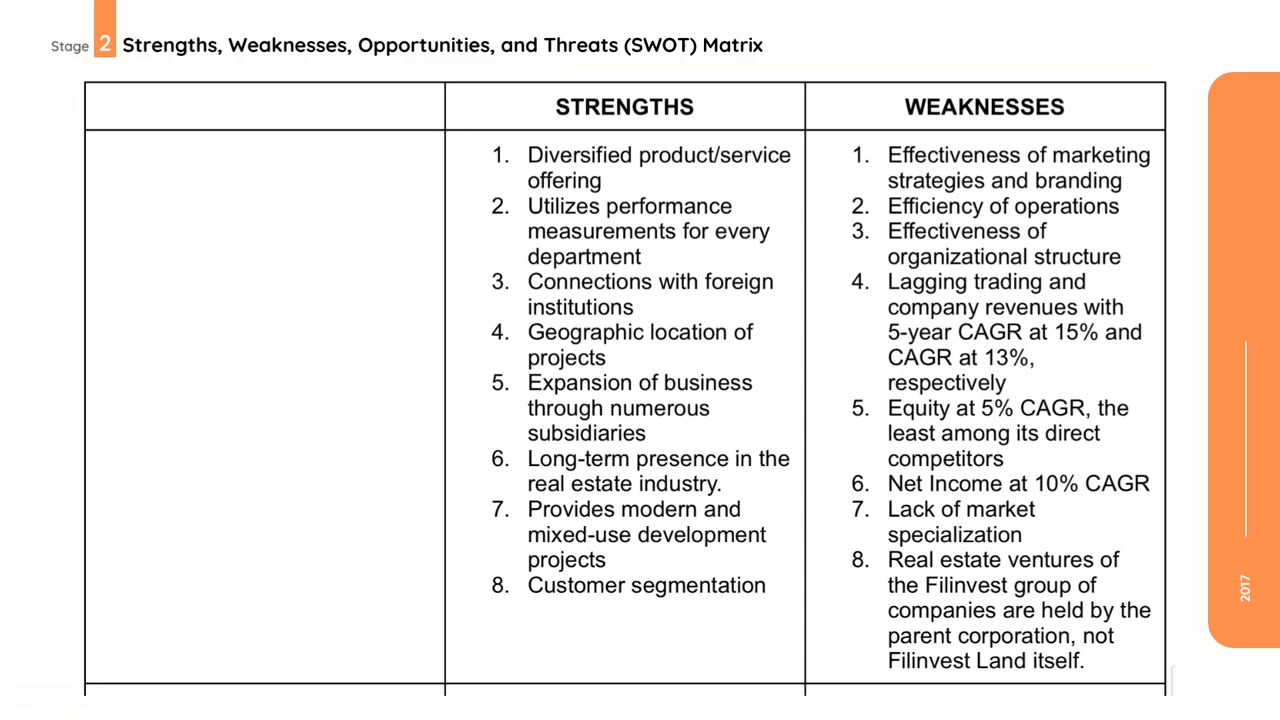 Stage 2 Strengths, Weaknesses, Opportunities, and Threats (SWOT) Matrix
STRENGTHS
1. Diversified product/service
offering
2. Utilizes performance
measurements for every
department
3. Connections with foreign
institutions
4. Geographic location of
projects
5. Expansion of business
through numerous
subsidiaries
6. Long-term presence in the
real estate industry.
7. Provides modern and
mixed-use development
projects
8. Customer segmentation
WEAKNESSES
1. Effectiveness of marketing
strategies and branding
2. Efficiency of operations
3. Effectiveness of
organizational structure
4. Lagging trading and
company revenues with
5-year CAGR at 15% and
CAGR at 13%,
respectively
5. Equity at 5% CAGR, the
least among its direct
competitors
6. Net Income at 10% CAGR
7. Lack of market
specialization
8. Real estate ventures of
the Filinvest group of
companies are held by the
parent corporation, not
Filinvest Land itself.
2017